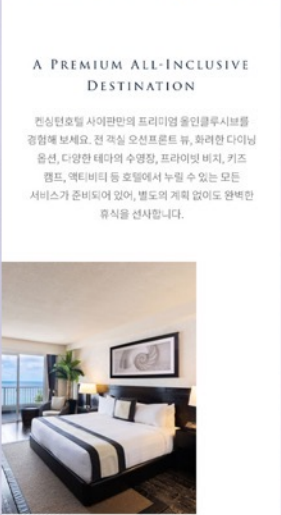 A Premium All-Inclusive
Destination
켄싱턴호텔 사이판만의 프리미엄 올인클루시브를
경험해 보세요. 전 객실 오션프론트 뷰, 화려한 다이닝
옵션, 다양한 테마의 수영장, 프라이빗 비치, 키즈
캠프, 액티비티 등 호텔에서 누릴 수 있는 모든
서비스가 준비되어 있어, 별도의 계획 없이도 완벽한
휴식을 선사합니다.